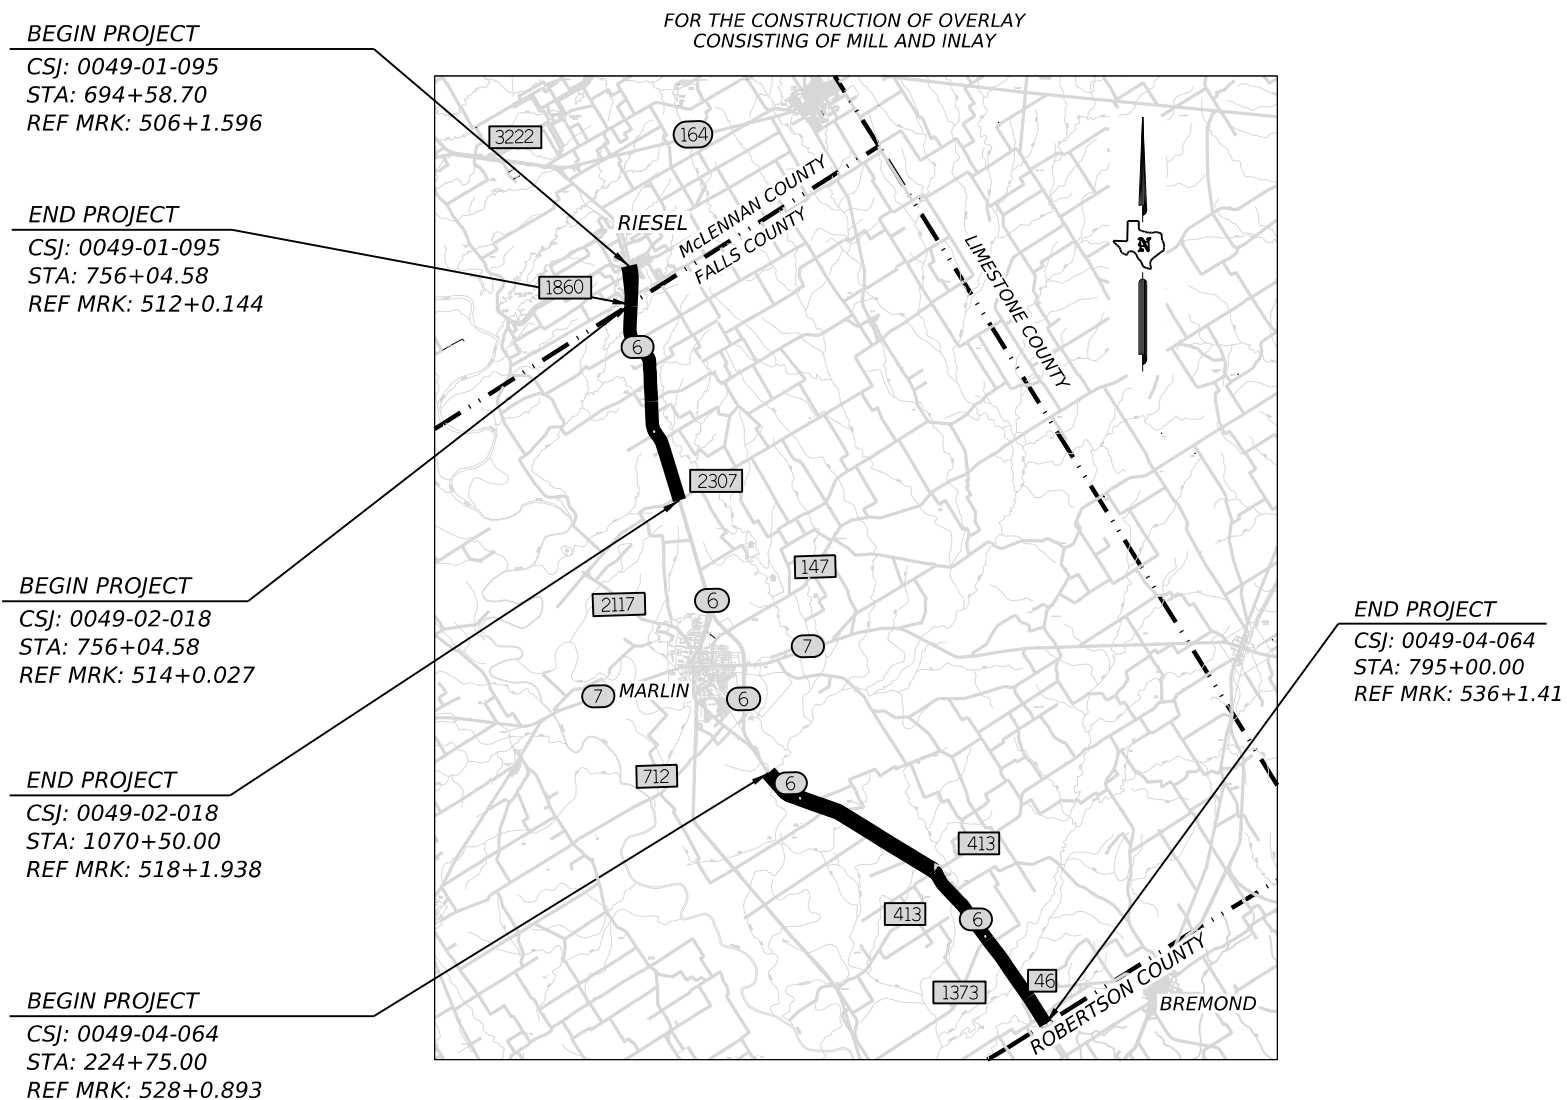 FOR THE CONSTRUCTION OF OVERLAY
CONSISTING OF MILL AND INLAY
BEGIN PROJECT
CSJ: 0049-01-095
STA: 694+58.70
REF MRK: 506+1.596
END PROJECT
CSJ: 0049-01-095
STA: 756+04.58
REF MRK: 512+0.144
BEGIN PROJECT
CSJ: 0049-02-018
STA: 756+04.58
REF MRK: 514+0.027
END PROJECT
CSJ: 0049-02-018
STA: 1070+50.00
REF MRK: 518+1.938
BEGIN PROJECT
CSJ: 0049-04-064
STA: 224+75.00
REF MRK: 528+0.893
3222
164
RIESEL
McLENNAN COUNTY
FALLS COUNTY
LIMESTONE COUNTY
N
1860
6
2307
147
2117
6
7
7
MARLIN
6
712
6
413
413
6
46
1373
ROBERTSON COUNTY
BREMOND
END PROJECT
CSJ: 0049-04-064
STA: 795+00.00
REF MRK: 536+1.41